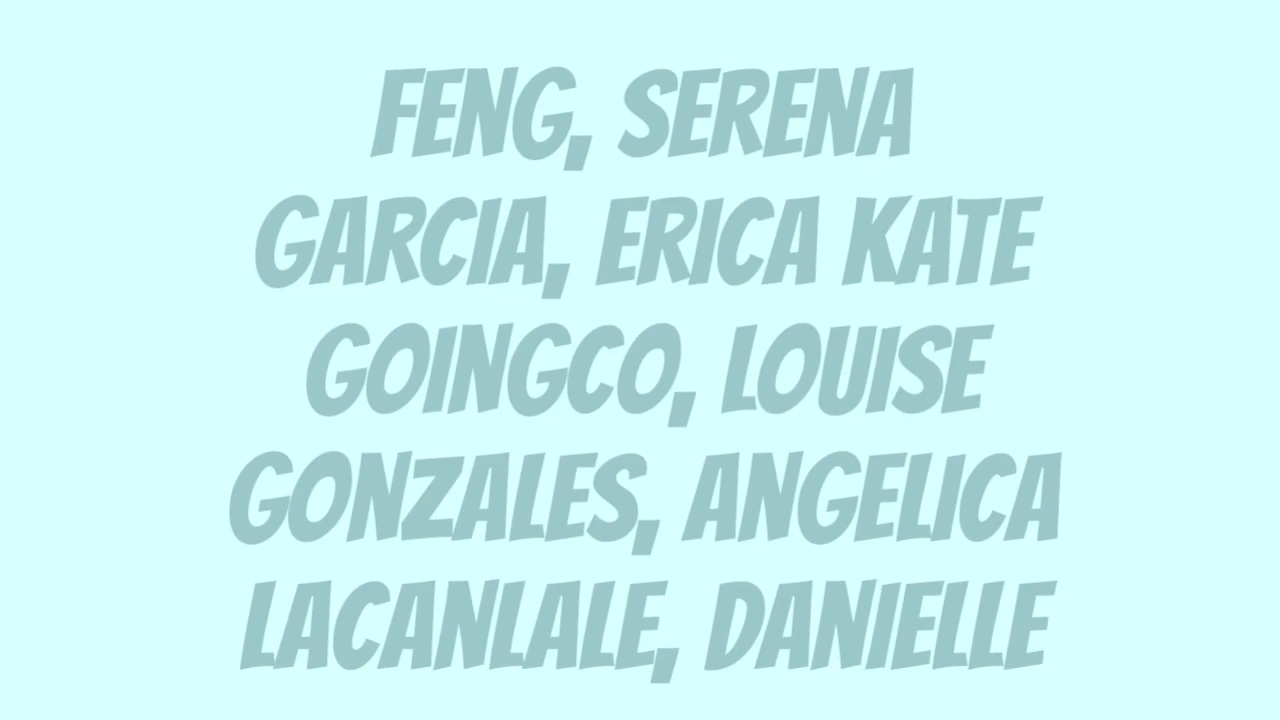 FENG, SERENA
GARCIA, ERICA KATE
GOINGCO, LOUISE
GONZALES, ANGELICA
LACANLALE, DANIELLE